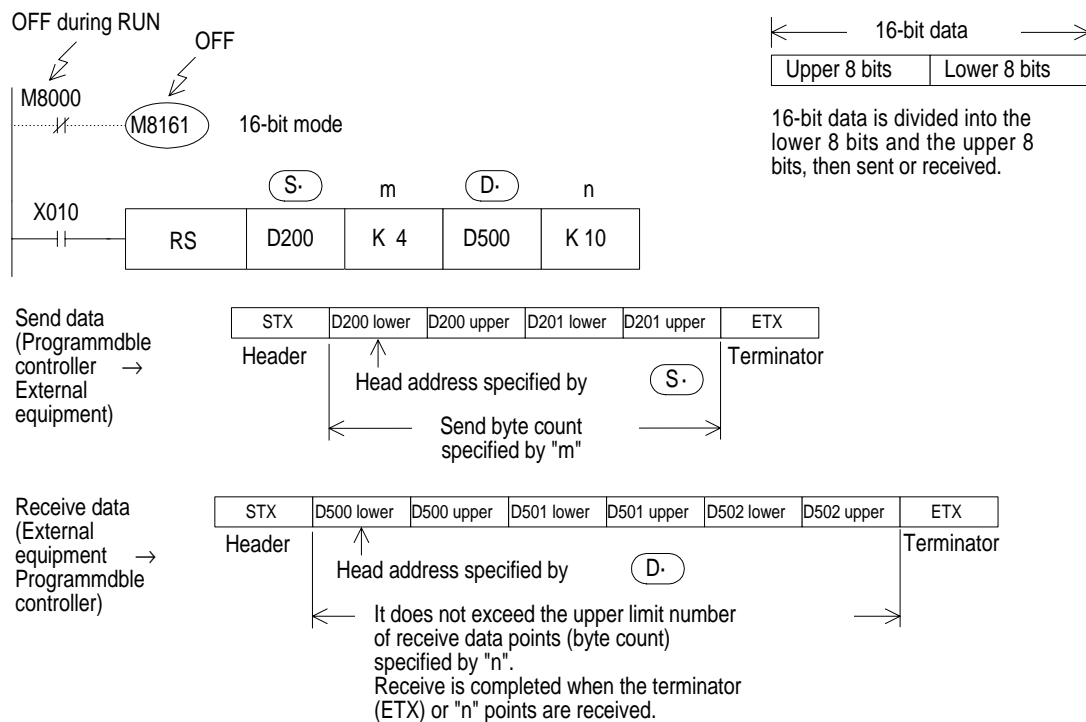 OFF during RUN
OFF
M8000
M8161
16-bit mode
16-bit data
Upper 8 bits
Lower 8 bits
16-bit data is divided into the
lower 8 bits and the upper 8
bits, then sent or received.
S·
m
D·
n
X010
RS
D200
K 4
D500
K 10
Send data
(Programmdble
controller →
External
equipment)
STX
D200 lower
D200 upper
D201 lower
D201 upper
ETX
Header
Terminator
Head address specified by
S·
Send byte count
specified by "m"
Receive data
(External
equipment →
Programmdble
controller)
STX
D500 lower
D500 upper
D501 lower
D501 upper
D502 lower
D502 upper
ETX
Header
Terminator
Head address specified by
D·
It does not exceed the upper limit number
of receive data points (byte count)
specified by "n".
Receive is completed when the terminator
(ETX) or "n" points are received.